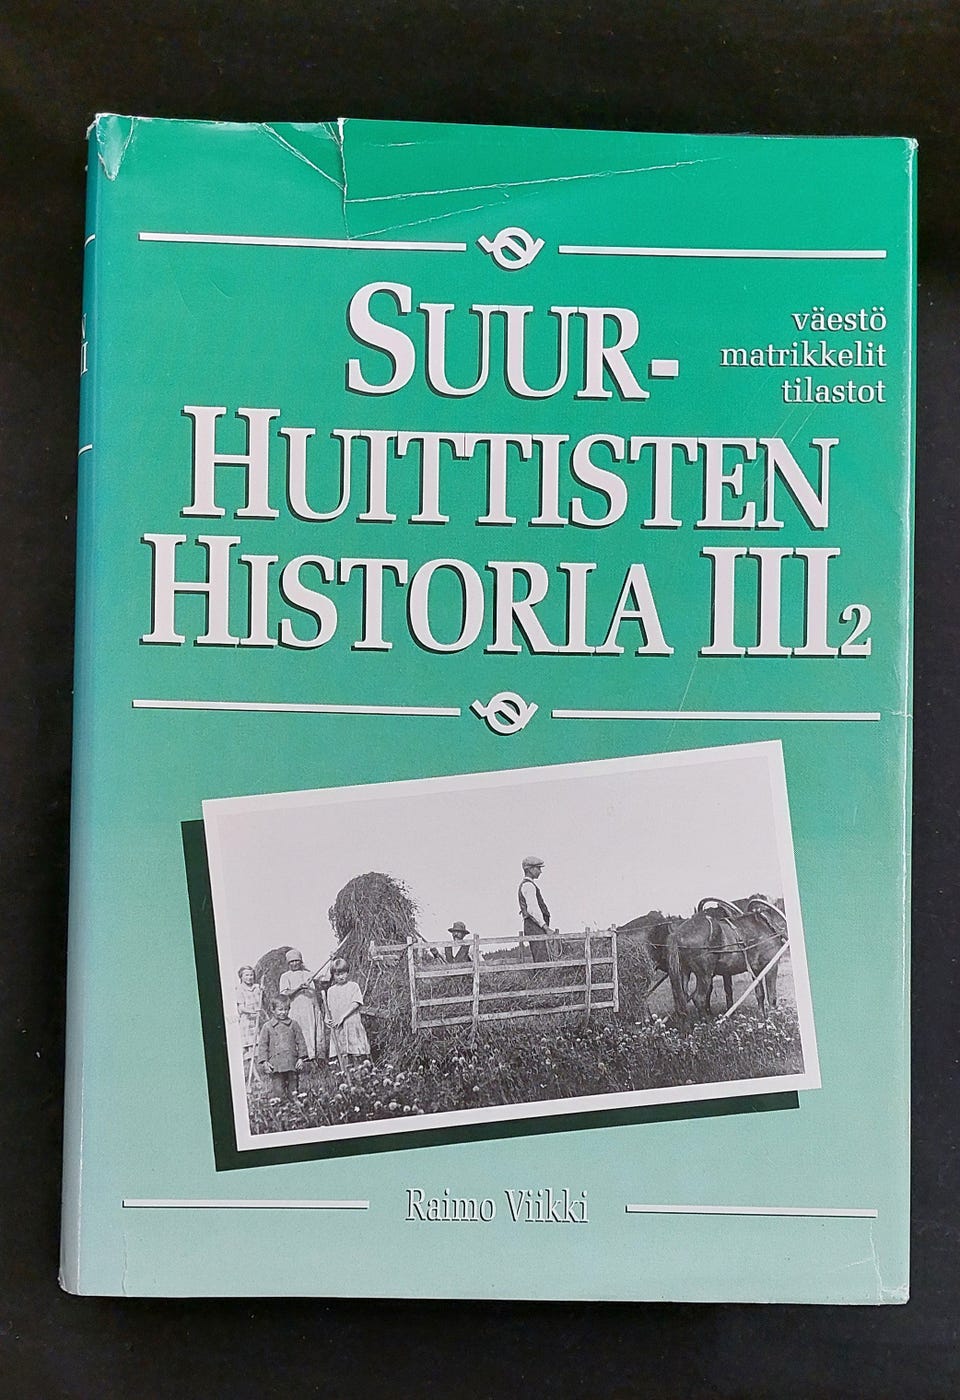 SUUR-
HUITTISTEN
HISTORIA III2
väestö
matrikkelit
tilastot
Raimo Viikki